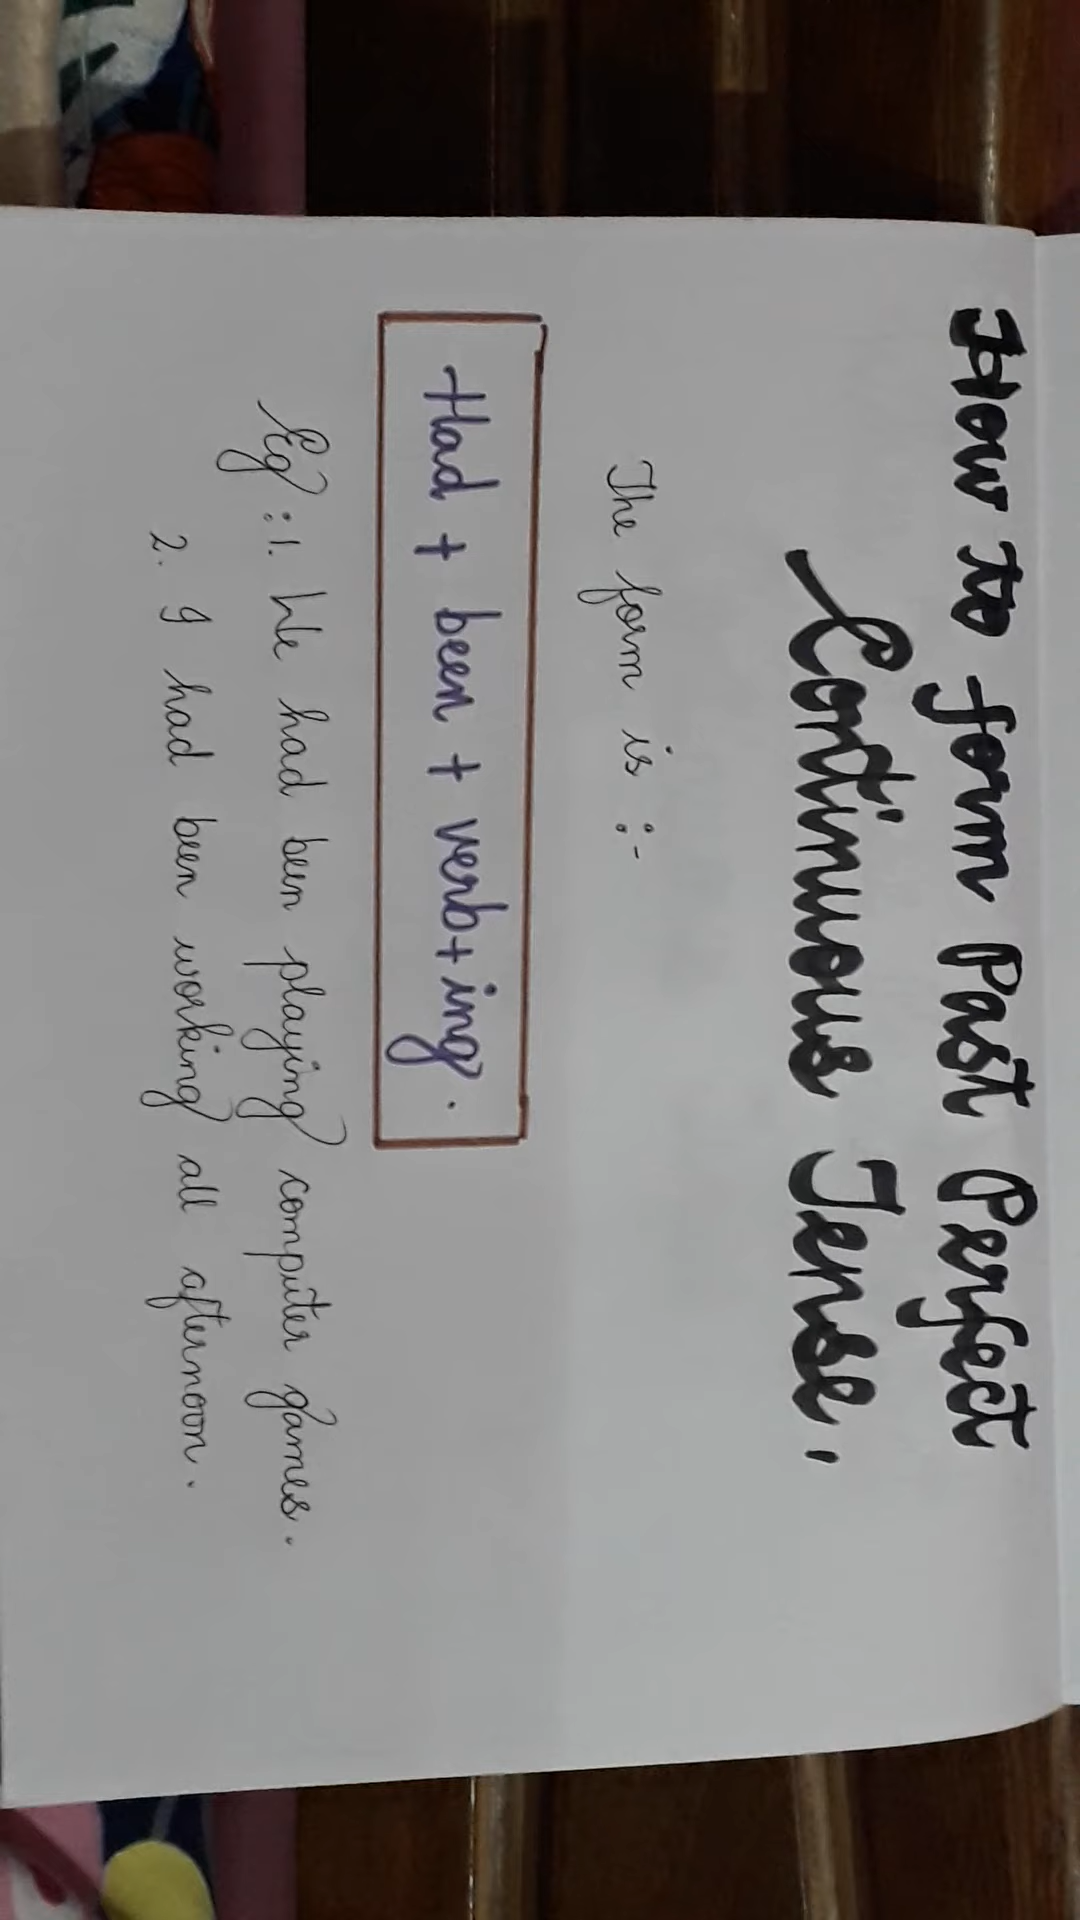 How to form Past Perfect
Continuous Tense.
The form is :-
Had + been + verb+ing.
Eg : 1. We had been playing computer games.
2. I had been working all afternoon.